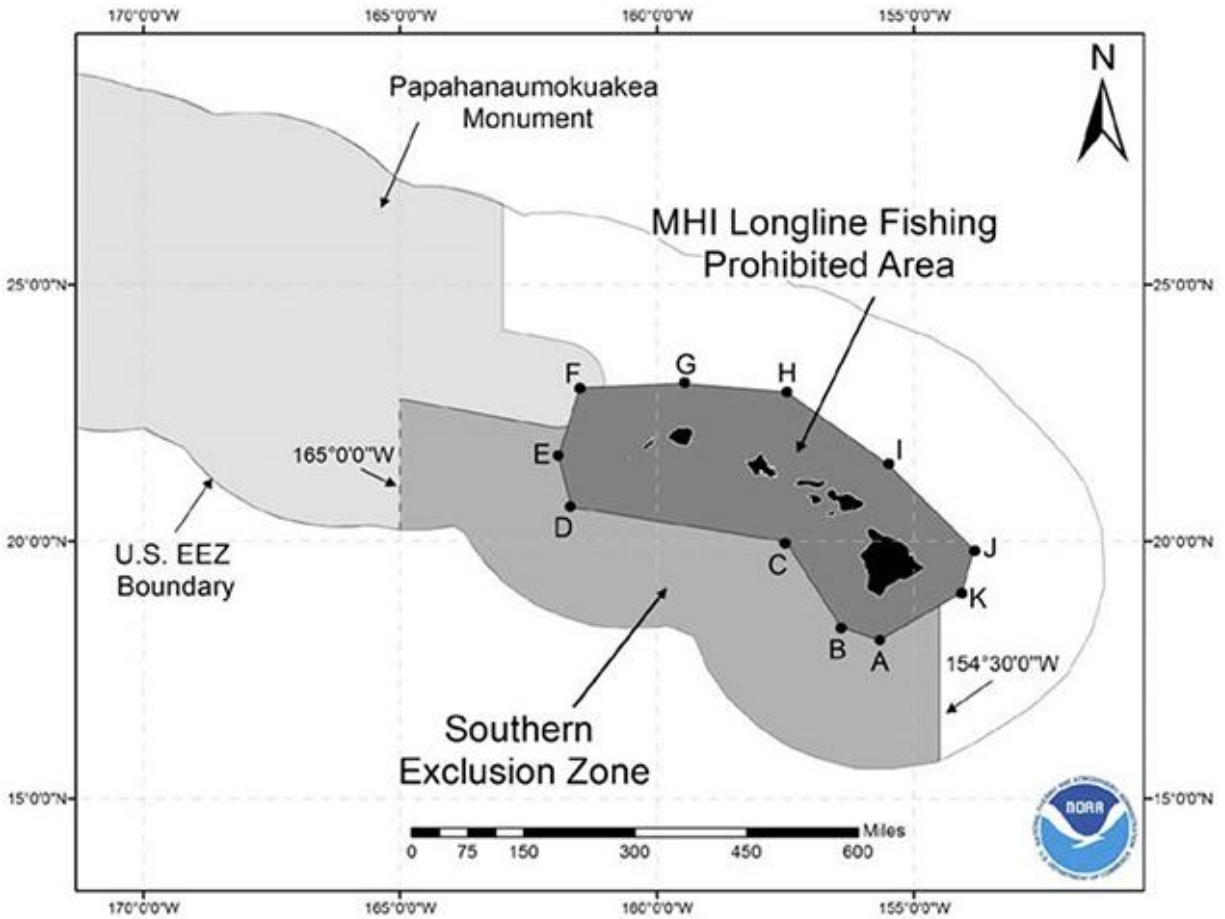 170°0'0"W 165°0'0"W 160°0'0"W 155°0'0"W
N
Papahanaumokuakea
Monument
MHI Longline Fishing
Prohibited Area
25°0'0"N 25°0'0"N
F G H
I
165°0'0"W E
D
20°0'0"N 20°0'0"N
C J
U.S. EEZ
Boundary
K
B A
154°30'0"W
Southern
Exclusion Zone
15°0'0"N 15°0'0"N
Miles
0 75 150 300 450 600
NOAA
170°0'0"W 165°0'0"W 160°0'0"W 155°0'0"W